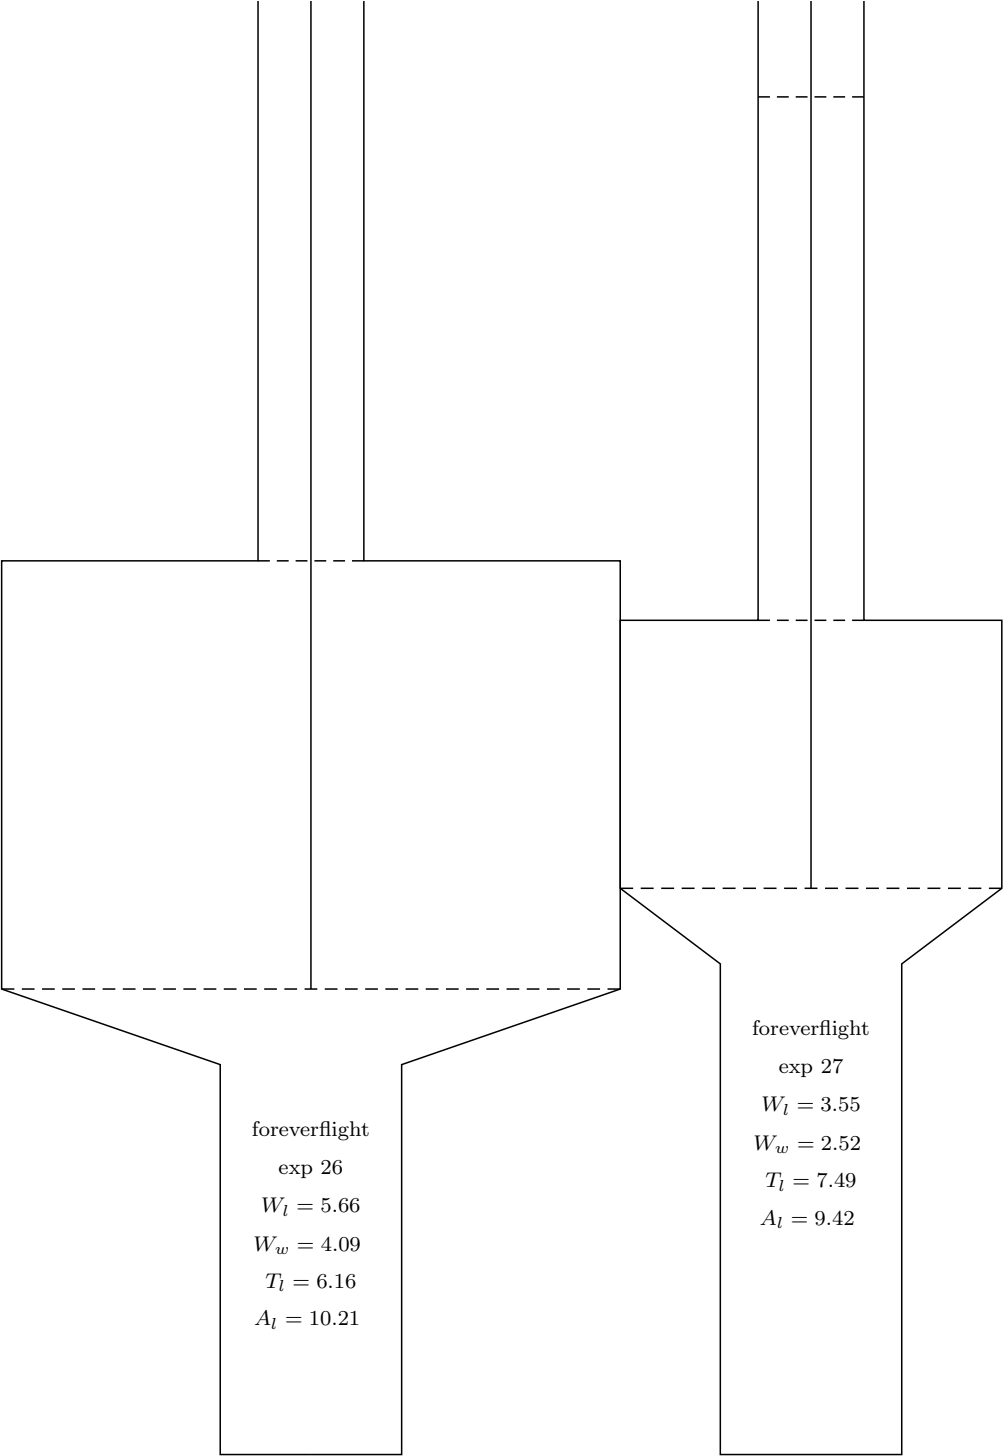 foreverflight
exp 26
W_l = 5.66
W_w = 4.09
T_l = 6.16
A_l = 10.21
foreverflight
exp 27
W_l = 3.55
W_w = 2.52
T_l = 7.49
A_l = 9.42